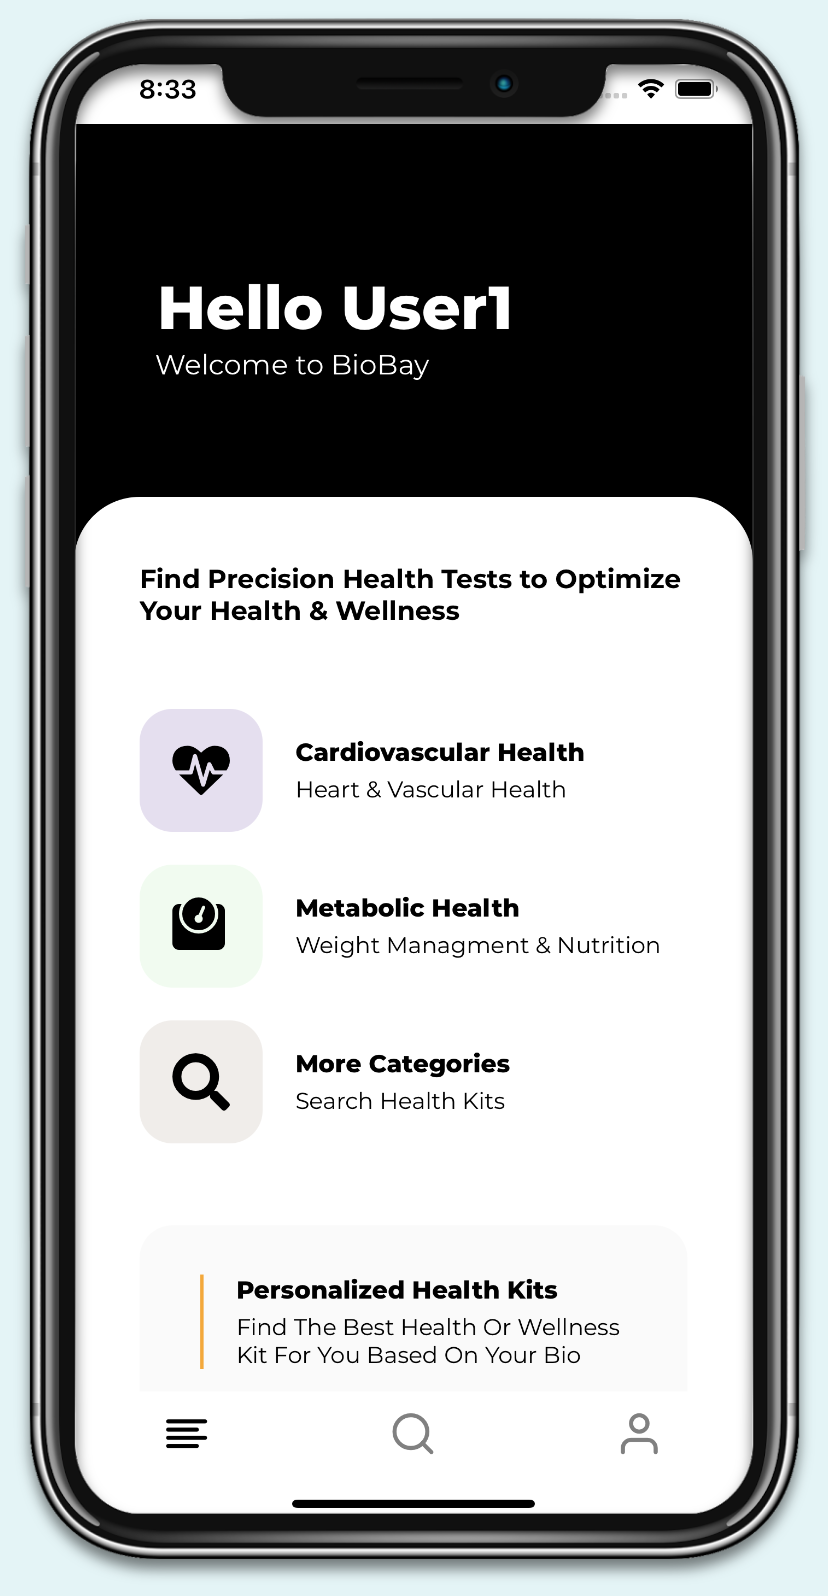 8:33
Hello User1
Welcome to BioBay
Find Precision Health Tests to Optimize
Your Health & Wellness
Cardiovascular Health
Heart & Vascular Health
Metabolic Health
Weight Managment & Nutrition
More Categories
Search Health Kits
Personalized Health Kits
Find The Best Health Or Wellness
Kit For You Based On Your Bio